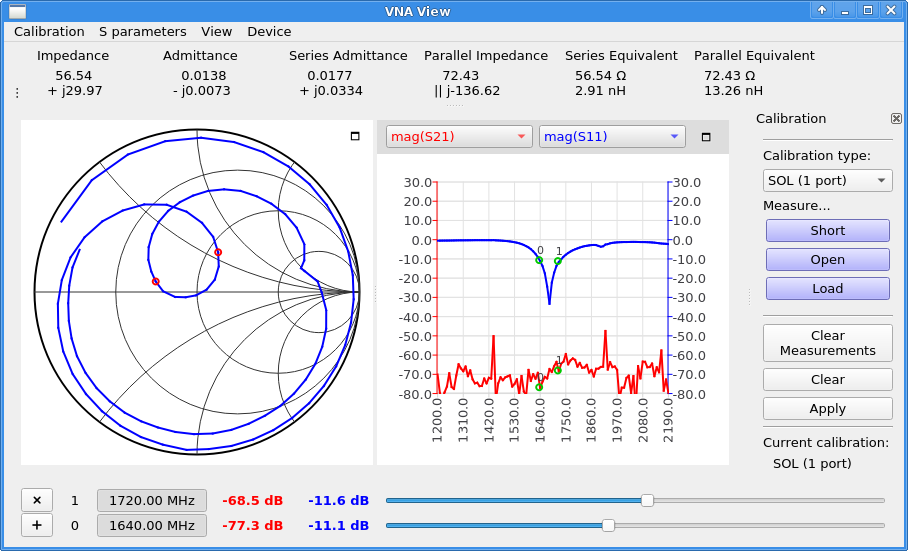 VNA View
Calibration S parameters View Device
Impedance Admittance Series Admittance Parallel Impedance Series Equivalent Parallel Equivalent
56.54 0.0138 0.0177 72.43 56.54 Ω 72.43 Ω
+ j29.97 - j0.0073 + j0.0334 || j-136.62 2.91 nH 13.26 nH
Calibration
mag(S21) mag(S11)
Calibration type:
SOL (1 port)
Measure...
Short
Open
Load
Clear
Measurements
Clear
Apply
Current calibration:
SOL (1 port)
30.0 30.0
20.0 20.0
10.0 10.0
0.0 0.0
0 1
-10.0 -10.0
-20.0 -20.0
-30.0 -30.0
-40.0 -40.0
-50.0 -50.0
-60.0 -60.0
1
-70.0 -70.0
0
-80.0 -80.0
1200.0 1310.0 1420.0 1530.0 1640.0 1750.0 1860.0 1970.0 2080.0 2190.0
× 1 1720.00 MHz -68.5 dB -11.6 dB
+ 0 1640.00 MHz -77.3 dB -11.1 dB